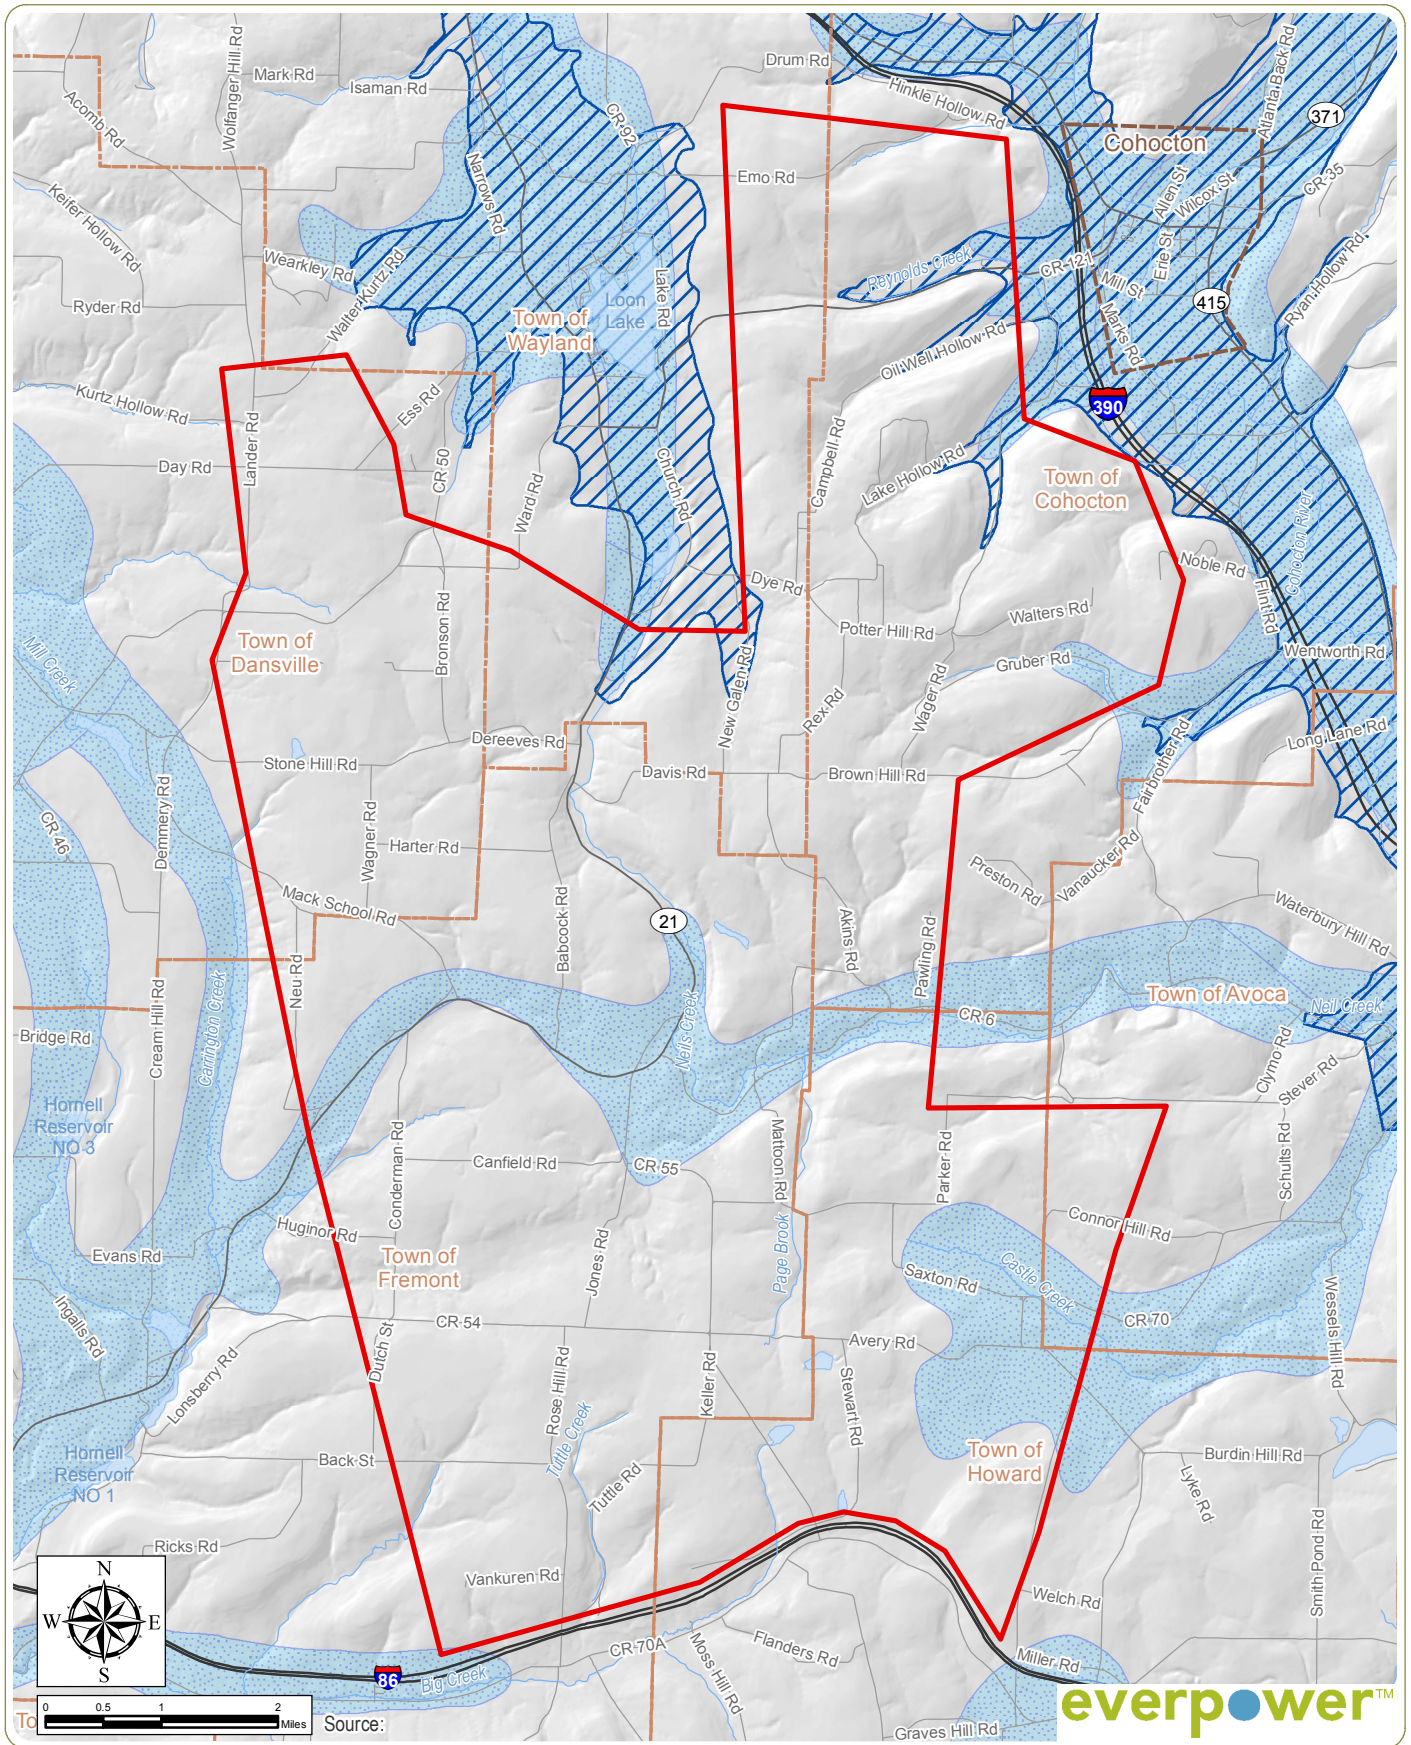 Drum Rd
Mark Rd
Isaman Rd
Wolfanger Hill Rd
Acomb Rd
CR-92
Hinkle Hollow Rd
Atlanta Back Rd
371
Cohocton
Narrows Rd
Emo Rd
Allen St
Wilcox St
CR-35
Keifer Hollow Rd
Wearkley Rd
Walter Kurtz Rd
Reynolds Creek
CR-121
Erie St
Mill St
Ryan Hollow Rd
Ryder Rd
Lake Rd
Loon
Lake
Town of
Wayland
415
Marks Rd
Oil Well Hollow Rd
Kurtz Hollow Rd
Ess Rd
390
Lander Rd
Day Rd
CR 50
Ward Rd
Church Rd
Campbell Rd
Lake Hollow Rd
Town of
Cohocton
Cohocton River
Noble Rd
Flint Rd
Dye Rd
Walters Rd
Potter Hill Rd
Bronson Rd
Town of
Dansville
Mill Creek
Gruber Rd
Wentworth Rd
New Galen Rd
Rex Rd
Wager Rd
Dereeves Rd
Stone Hill Rd
Davis Rd
Brown Hill Rd
Fairbrother Rd
Long Lane Rd
CR 46
Demmery Rd
Wagner Rd
Harter Rd
Preston Rd
Vanaucker Rd
Mack School Rd
21
Babcock Rd
Akins Rd
Pawling Rd
Waterbury Hill Rd
Neu Rd
Cream Hill Rd
Carrington Creek
Neils Creek
CR 6
Town of Avoca
Neil Creek
Bridge Rd
Clymo Rd
Stever Rd
Hornell
Reservoir
NO 3
Conderman Rd
Canfield Rd
CR 55
Mattoon Rd
Parker Rd
Schults Rd
Huginor Rd
Evans Rd
Town of
Fremont
Jones Rd
Page Brook
Connor Hill Rd
Castle Creek
Saxton Rd
Wessels Hill Rd
Ingalls Rd
CR 54
CR 70
Avery Rd
Dutch St
Lonsberry Rd
Rose Hill Rd
Keller Rd
Stewart Rd
Tuttle Creek
Back St
Hornell
Reservoir
NO 1
Tuttle Rd
Town of
Howard
Burdin Hill Rd
Lyke Rd
Smith Pond Rd
Ricks Rd
Vankuren Rd
Welch Rd
N
W E
S
CR 70A
Moss Hill Rd
Flanders Rd
Miller Rd
86
Big Creek
Graves Hill Rd
0 0.5 1 2
Miles
To
Source:
everpower™